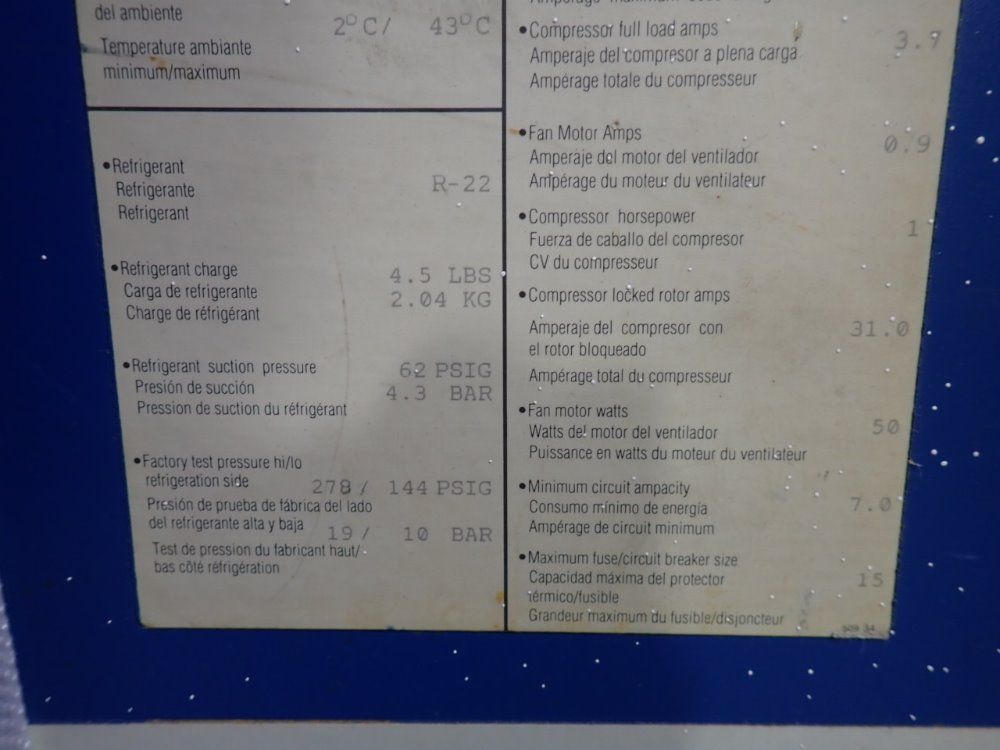 del ambiente
2°C/ 43°C
Temperature ambiante
minimum/maximum
•Refrigerant
Refrigerante
R-22
Refrigerant
•Refrigerant charge
4.5 LBS
Carga de refrigerante
2.04 KG
Charge de réfrigérant
•Refrigerant suction pressure
62 PSIG
Presión de succión
4.3 BAR
Pression de suction du réfrigérant
•Factory test pressure hi/lo
refrigeration side
278/ 144 PSIG
Presión de prueba de fábrica del lado
del refrigerante alta y baja
19/ 10 BAR
Test de pression du fabricant haut/
bas côté réfrigération
•Compressor full load amps
3.7
Amperaje del compresor a plena carga
Ampérage totale du compresseur
•Fan Motor Amps
0.9
Amperaje del motor del ventilador
Ampérage du moteur du ventilateur
•Compressor horsepower
1
Fuerza de caballo del compresor
CV du compresseur
•Compressor locked rotor amps
Amperaje del compresor con
31.0
el rotor bloqueado
Ampérage total du compresseur
•Fan motor watts
50
Watts del motor del ventilador
Puissance en watts du moteur du ventilateur
•Minimum circuit ampacity
Consumo mínimo de energía
7.0
Ampérage de circuit minimum
•Maximum fuse/circuit breaker size
Capacidad máxima del protector
15
térmico/fusible
Grandeur maximum du fusible/disjoncteur